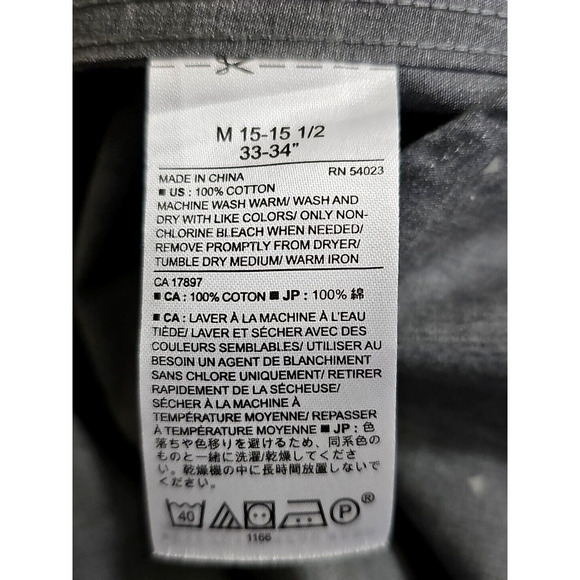 M 15-15 1/2
33-34"
MADE IN CHINA RN 54023
■ US : 100% COTTON
MACHINE WASH WARM/ WASH AND
DRY WITH LIKE COLORS/ ONLY NON-
CHLORINE BLEACH WHEN NEEDED/
REMOVE PROMPTLY FROM DRYER/
TUMBLE DRY MEDIUM/ WARM IRON
CA 17897
■ CA : 100% COTON ■ JP : 100% 綿
■ CA : LAVER À LA MACHINE À L'EAU
TIÈDE/ LAVER ET SÉCHER AVEC DES
COULEURS SEMBLABLES/ UTILISER AU
BESOIN UN AGENT DE BLANCHIMENT
SANS CHLORE UNIQUEMENT/ RETIRER
RAPIDEMENT DE LA SÉCHEUSE/
SÉCHER À LA MACHINE À
TEMPÉRATURE MOYENNE/ REPASSER
À TEMPÉRATURE MOYENNE ■ JP : 色
落ちや色移りを避けるため、同系色の
ものと一緒に洗濯/乾燥してくださ
い。乾燥機の中に長時間放置しないで
ください。
40 P ®
1166